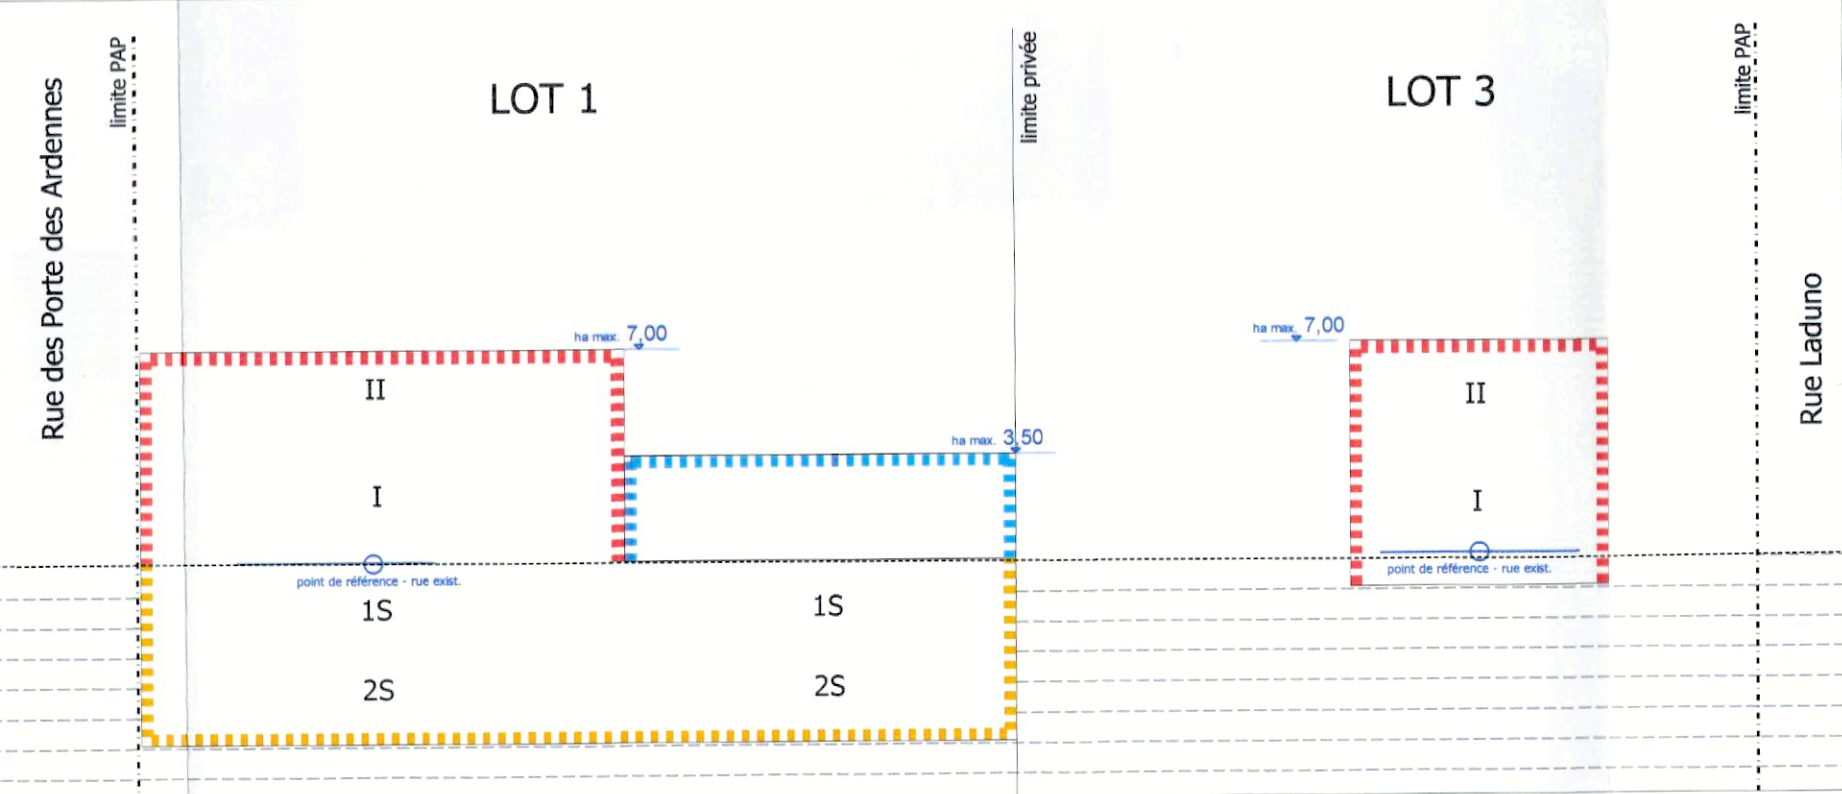 Rue des Porte des Ardennes
limite PAP
LOT 1
limite privée
LOT 3
limite PAP
Rue Laduno
ha max. 7,00
ha max. 7,00
II
II
ha max. 3,50
I
I
point de référence - rue exist.
point de référence - rue exist.
1S
1S
2S
2S